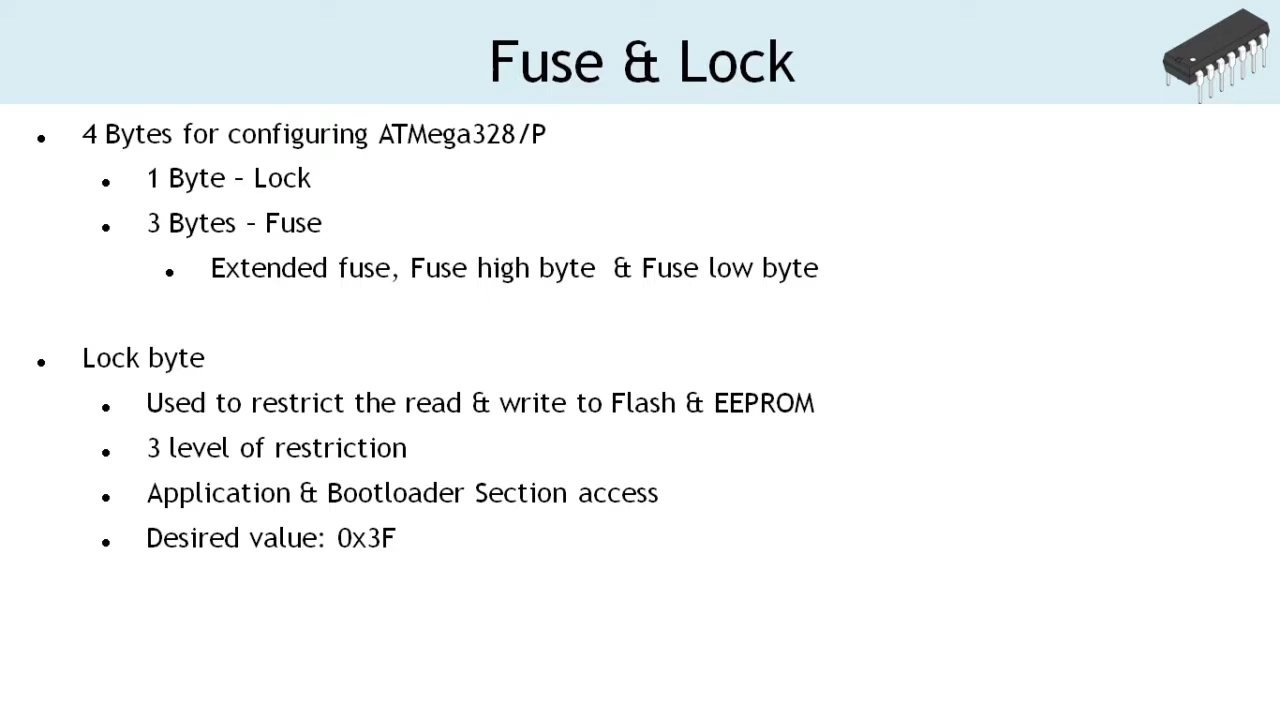 Fuse & Lock
4 Bytes for configuring ATMega328/P
1 Byte – Lock
3 Bytes – Fuse
Extended fuse, Fuse high byte & Fuse low byte
Lock byte
Used to restrict the read & write to Flash & EEPROM
3 level of restriction
Application & Bootloader Section access
Desired value: 0x3F